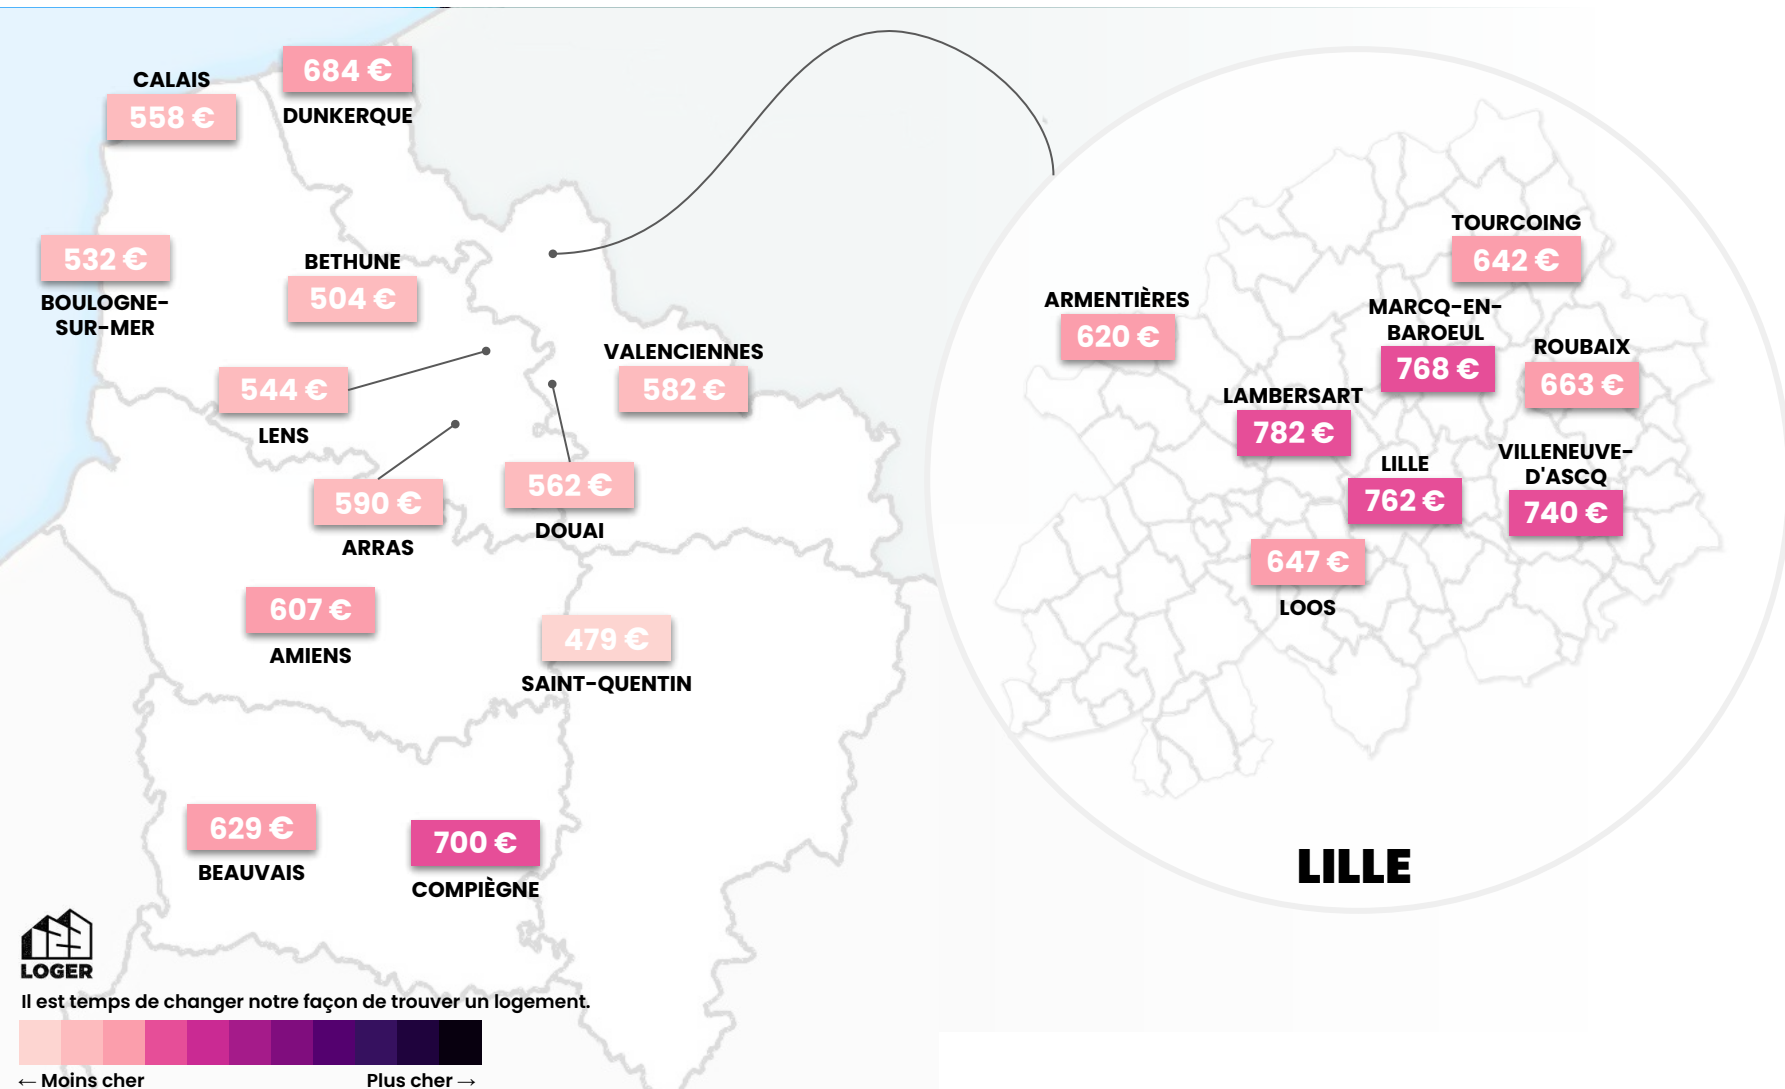 CALAIS
558 €
684 €
DUNKERQUE
532 €
BOULOGNE-
SUR-MER
BETHUNE
504 €
544 €
LENS
VALENCIENNES
582 €
590 €
ARRAS
562 €
DOUAI
607 €
AMIENS
479 €
SAINT-QUENTIN
629 €
BEAUVAIS
700 €
COMPIÈGNE
TOURCOING
642 €
ARMENTIÈRES
620 €
MARCQ-EN-
BAROEUL
768 €
ROUBAIX
663 €
LAMBERSART
782 €
LILLE
762 €
VILLENEUVE-
D'ASCQ
740 €
647 €
LOOS
LILLE
123
LOGER
Il est temps de changer notre façon de trouver un logement.
← Moins cher
Plus cher →